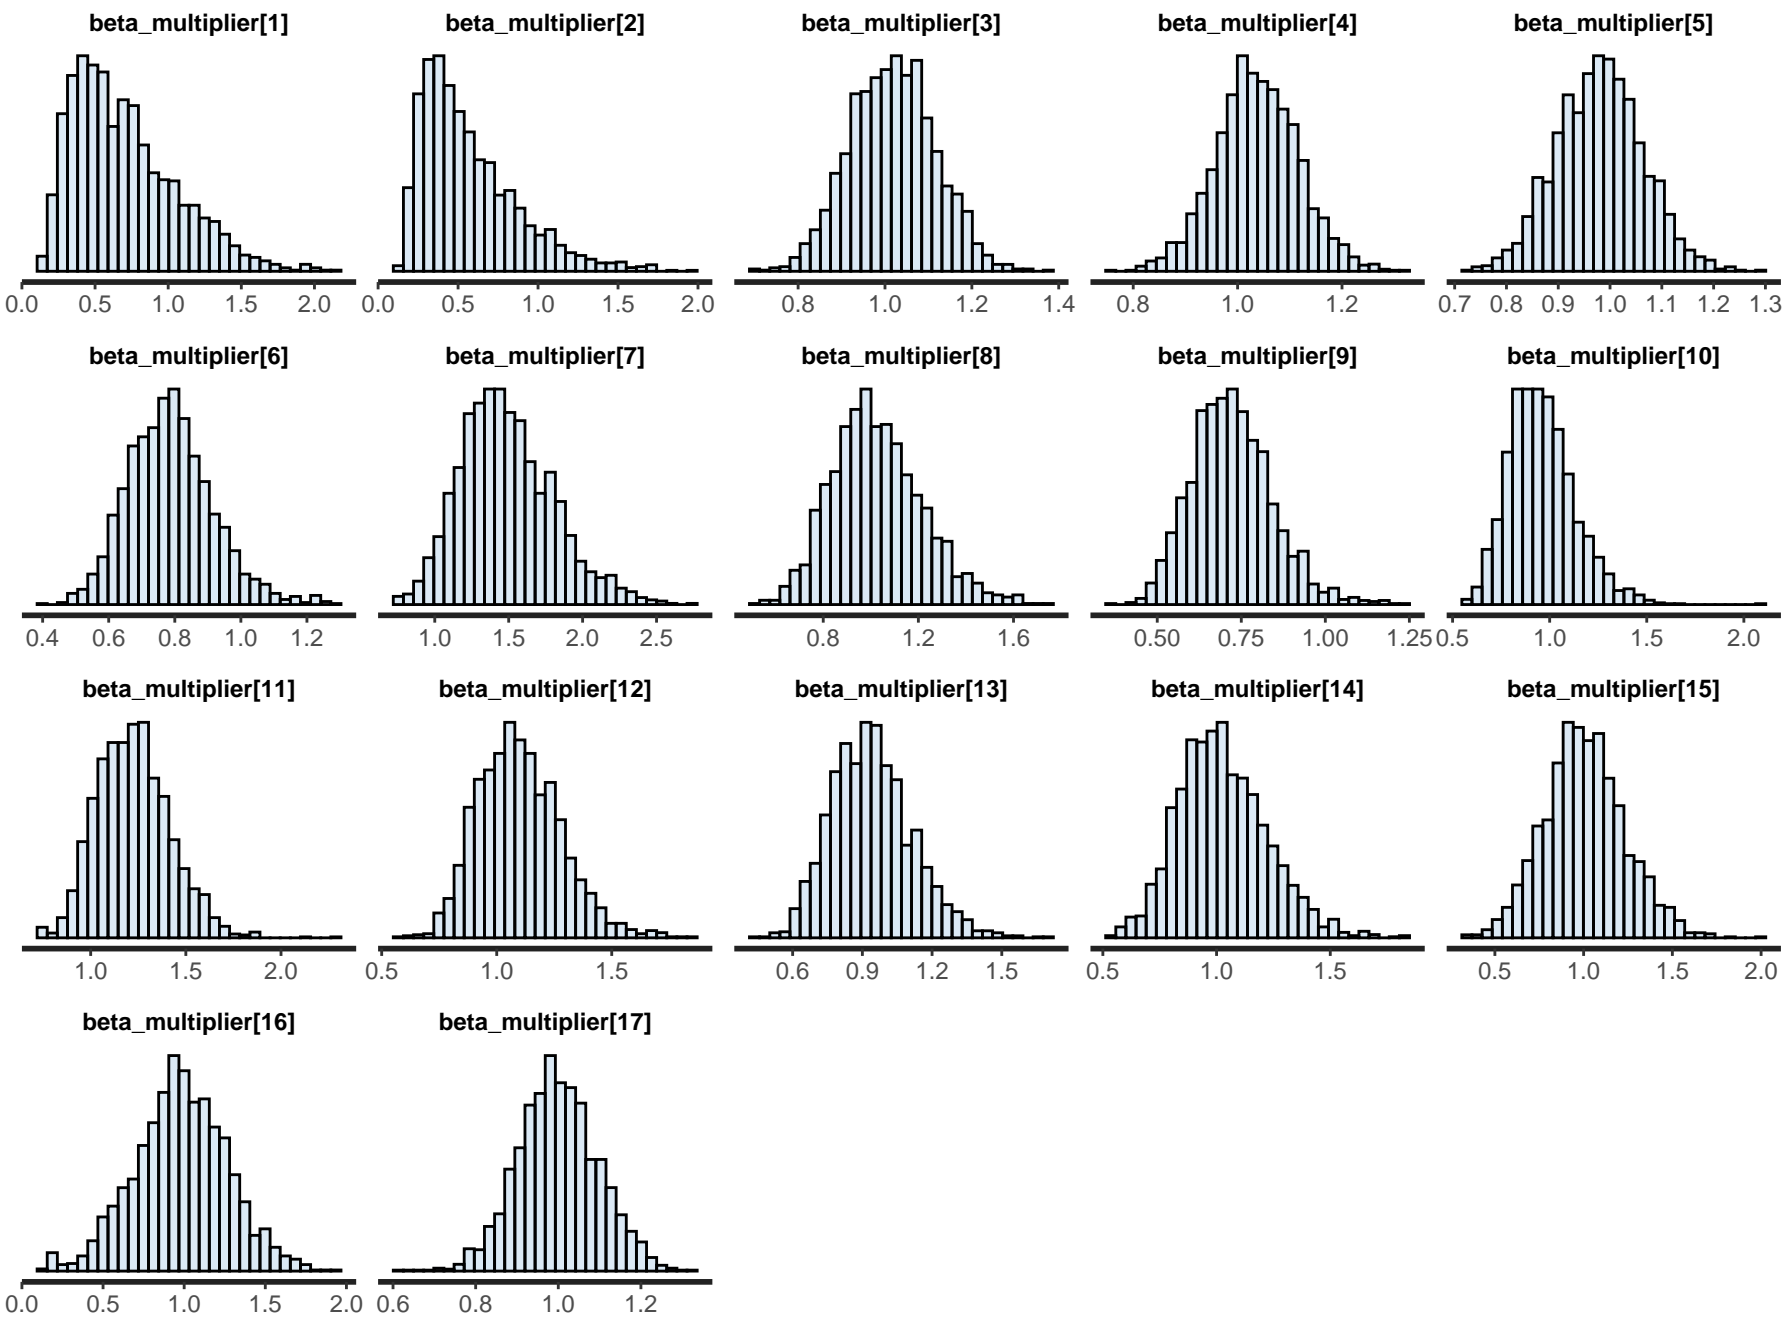 beta_multiplier[1] beta_multiplier[2] beta_multiplier[3] beta_multiplier[4] beta_multiplier[5]
0.0 0.5 1.0 1.5 2.0 0.0 0.5 1.0 1.5 2.0 0.8 1.0 1.2 1.4 0.8 1.0 1.2 0.7 0.8 0.9 1.0 1.1 1.2 1.3
beta_multiplier[6] beta_multiplier[7] beta_multiplier[8] beta_multiplier[9] beta_multiplier[10]
0.4 0.6 0.8 1.0 1.2 1.0 1.5 2.0 2.5 0.8 1.2 1.6 0.50 0.75 1.00 1.25 0.5 1.0 1.5 2.0
beta_multiplier[11] beta_multiplier[12] beta_multiplier[13] beta_multiplier[14] beta_multiplier[15]
1.0 1.5 2.0 0.5 1.0 1.5 0.6 0.9 1.2 1.5 0.5 1.0 1.5 0.5 1.0 1.5 2.0
beta_multiplier[16] beta_multiplier[17]
0.0 0.5 1.0 1.5 2.0 0.6 0.8 1.0 1.2